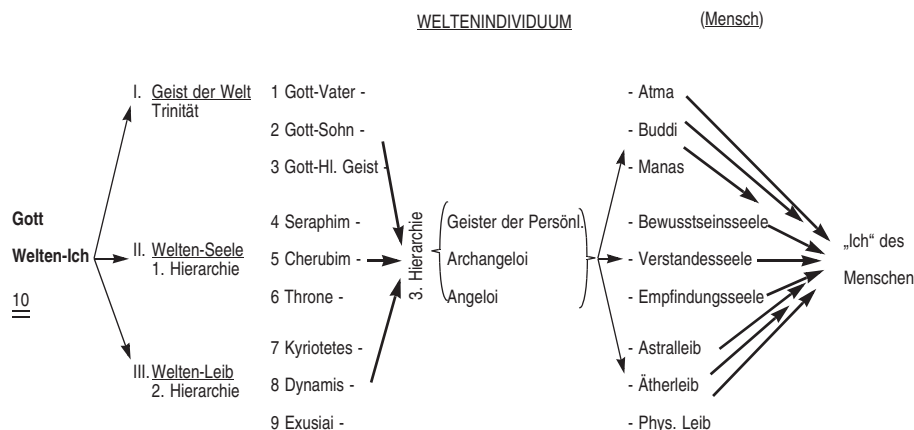 WELTENINDIVIDUUM
(Mensch)
Gott
Welten-Ich
10
I. Geist der Welt
Trinität
II. Welten-Seele
1. Hierarchie
III. Welten-Leib
2. Hierarchie
1 Gott-Vater -
2 Gott-Sohn -
3 Gott-Hl. Geist -
4 Seraphim -
5 Cherubim -
6 Throne -
7 Kyriotetes -
8 Dynamis -
9 Exusiai -
3. Hierarchie
Geister der Persönl.
Archangeloi
Angeloi
- Atma
- Buddi
- Manas
- Bewusstseinsseele
- Verstandesseele
- Empfindungsseele
- Astralleib
- Ätherleib
- Phys. Leib
„Ich“ des
Menschen